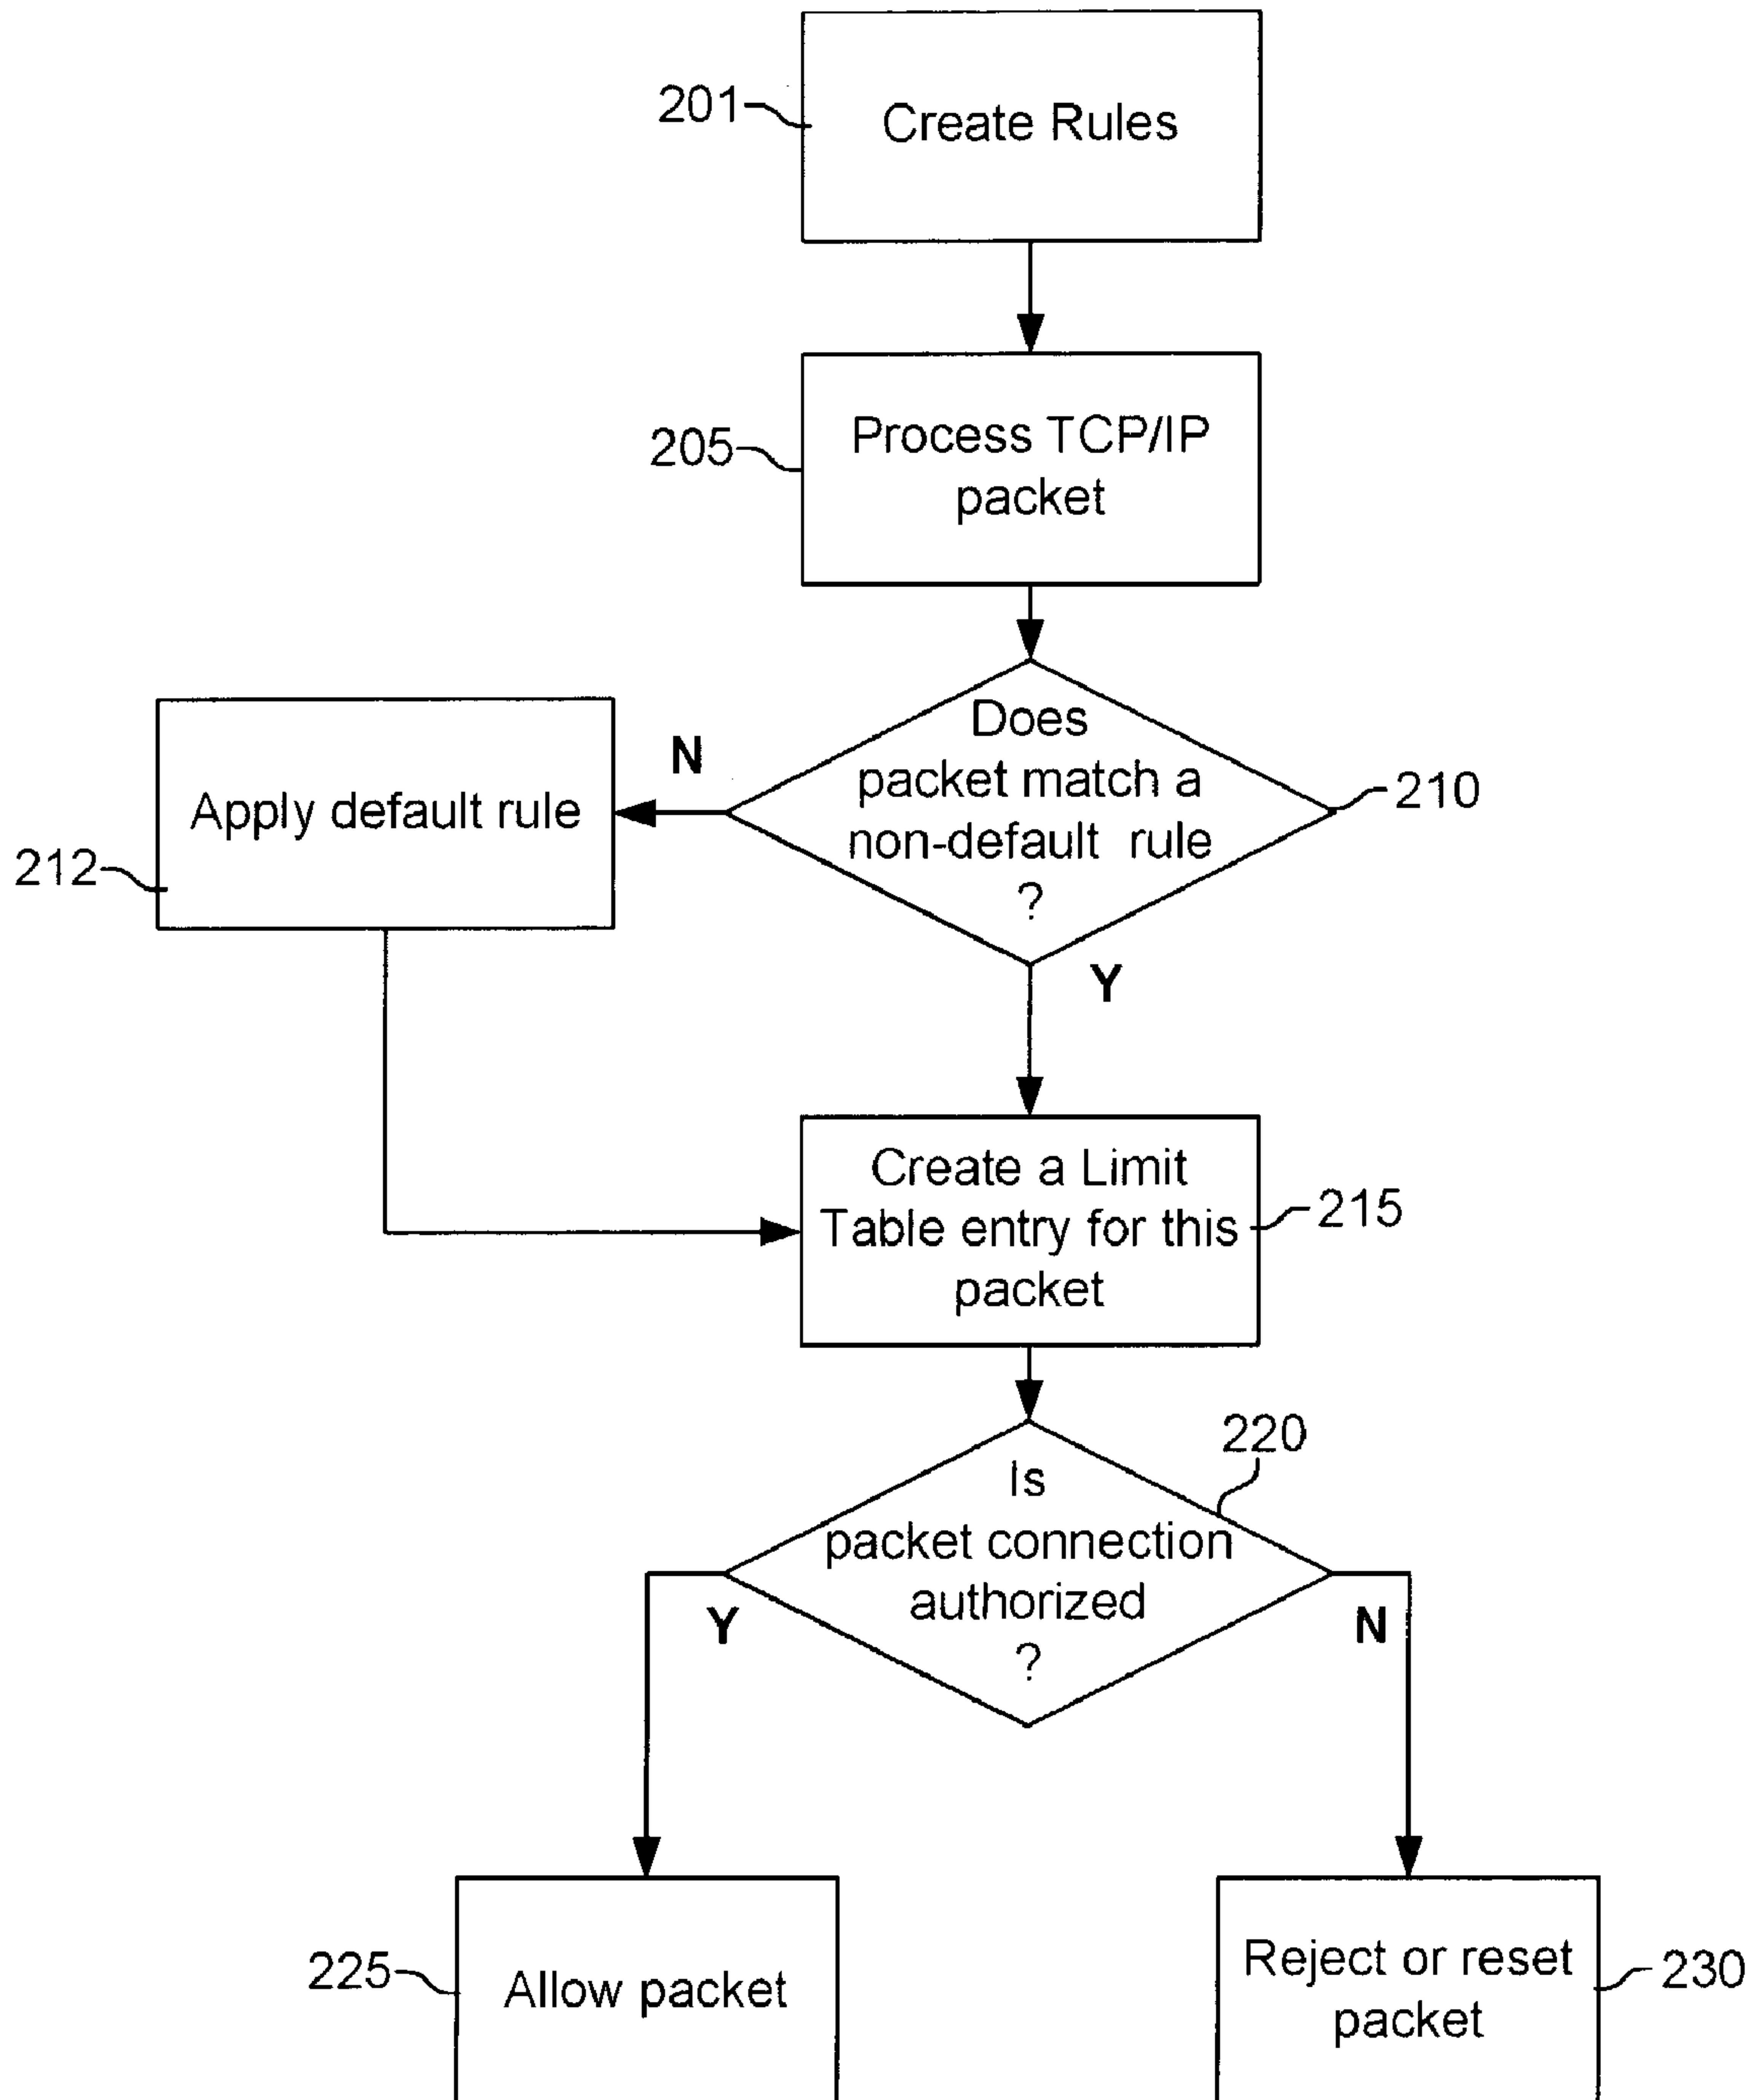 201
Create Rules
205
Process TCP/IP
packet
Does
packet match a
non-default rule
?
210
N
Y
Apply default rule
212
Create a Limit
Table entry for this
packet
215
220
Is
packet connection
authorized
?
Y
N
225
Allow packet
Reject or reset
packet
230